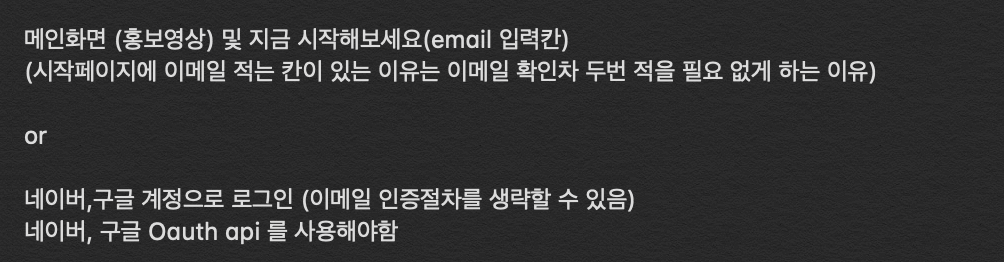 메인화면 (홍보영상) 및 지금 시작해보세요(email 입력칸)
(시작페이지에 이메일 적는 칸이 있는 이유는 이메일 확인차 두번 적을 필요 없게 하는 이유)
or
네이버,구글 계정으로 로그인 (이메일 인증절차를 생략할 수 있음)
네이버, 구글 Oauth api 를 사용해야함